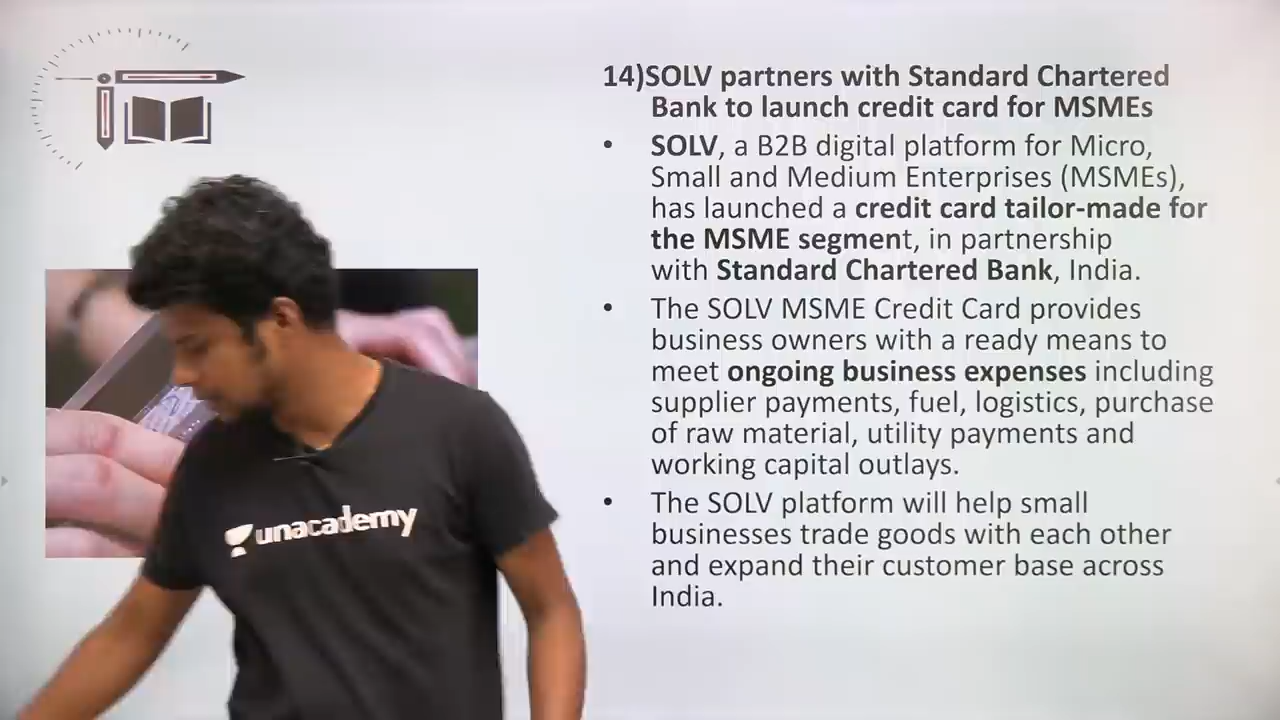 14)SOLV partners with Standard Chartered
Bank to launch credit card for MSMEs
• SOLV, a B2B digital platform for Micro,
Small and Medium Enterprises (MSMEs),
has launched a credit card tailor-made for
the MSME segment, in partnership
with Standard Chartered Bank, India.
• The SOLV MSME Credit Card provides
business owners with a ready means to
meet ongoing business expenses including
supplier payments, fuel, logistics, purchase
of raw material, utility payments and
working capital outlays.
• The SOLV platform will help small
businesses trade goods with each other
and expand their customer base across
India.
unacademy